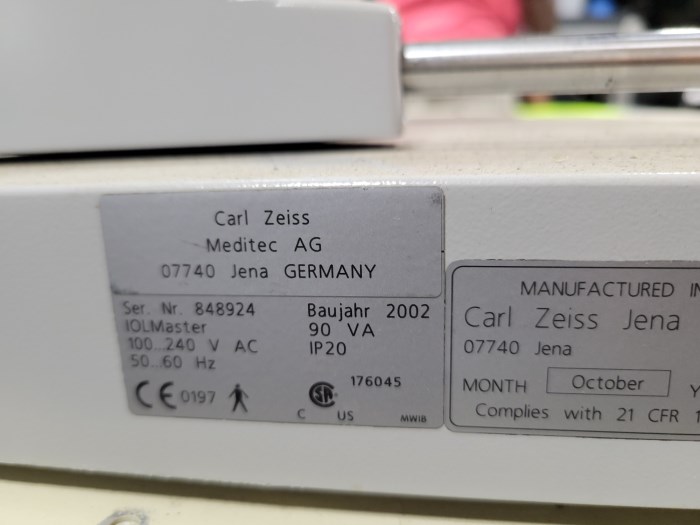 Carl Zeiss
Meditec AG
07740 Jena GERMANY
Ser. Nr. 848924 Baujahr 2002
IOLMaster 90 VA
100...240 V AC IP20
50...60 Hz
CE 0197
176045
C US
MWIB
MANUFACTURED
Carl Zeiss Jena
07740 Jena
MONTH October
Complies with 21 CFR